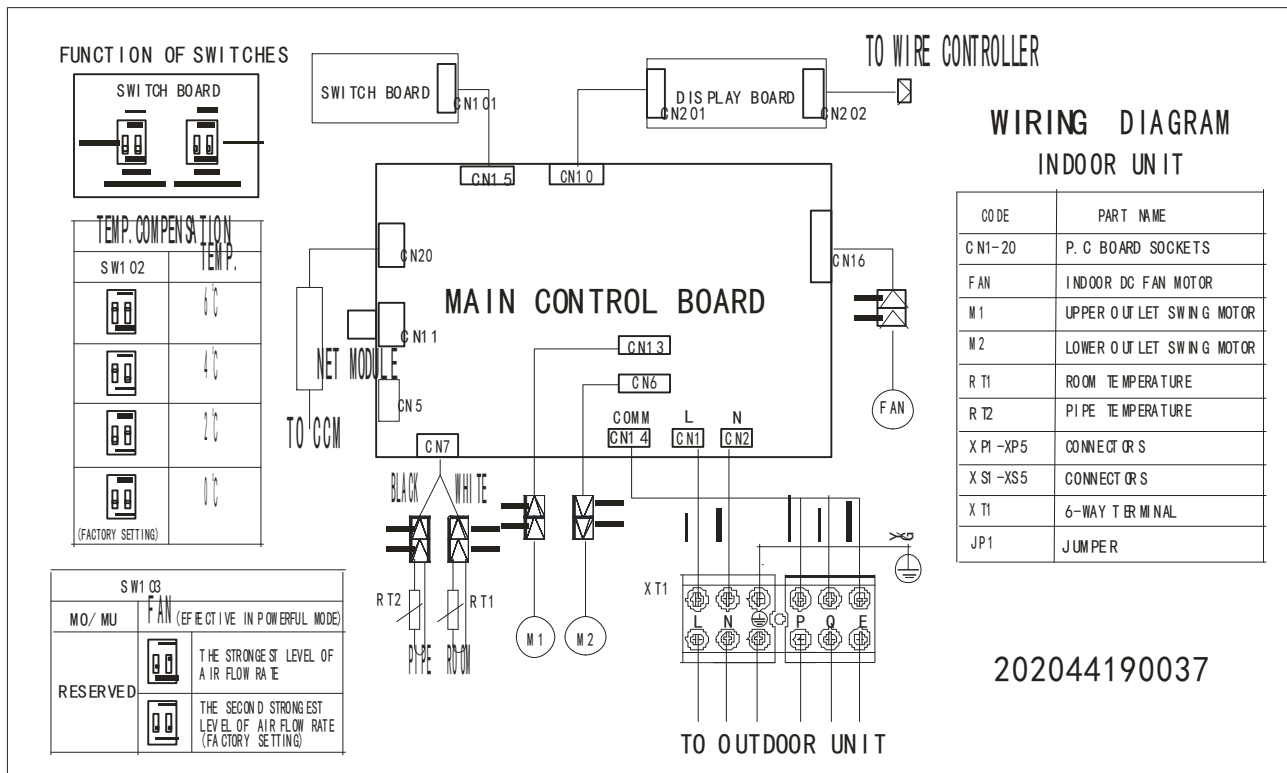 FUNCTION OF SWITCHES
SWITCH BOARD
TEMP. COMPENSATION
SW102
TEMP.
6℃
4℃
2℃
0℃
(FACTORY SETTING)
SW103
MO/MU
FAN (EFFECTIVE IN POWERFUL MODE)
RESERVED
THE STRONGEST LEVEL OF
AIR FLOW RATE
THE SECOND STRONGEST
LEVEL OF AIR FLOW RATE
(FACTORY SETTING)
SWITCH BOARD
CN101
DISPLAY BOARD
CN201
CN202
TO WIRE CONTROLLER
CN15
CN10
CN20
CN16
MAIN CONTROL BOARD
CN11
NET MODULE
CN13
CN5
CN6
TO CCM
COMM
L
N
CN7
CN14
CN1
CN2
FAN
BLACK
WHITE
RT2
RT1
PIPE
ROOM
M1
M2
XT1
Y/G
L
N
P
Q
E
TO OUTDOOR UNIT
WIRING DIAGRAM
INDOOR UNIT
CODE
PART NAME
CN1-20
P.C BOARD SOCKETS
FAN
INDOOR DC FAN MOTOR
M1
UPPER OUTLET SWING MOTOR
M2
LOWER OUTLET SWING MOTOR
RT1
ROOM TEMPERATURE
RT2
PIPE TEMPERATURE
XP1-XP5
CONNECTORS
XS1-XS5
CONNECTORS
XT1
6-WAY TERMINAL
JP1
JUMPER
202044190037